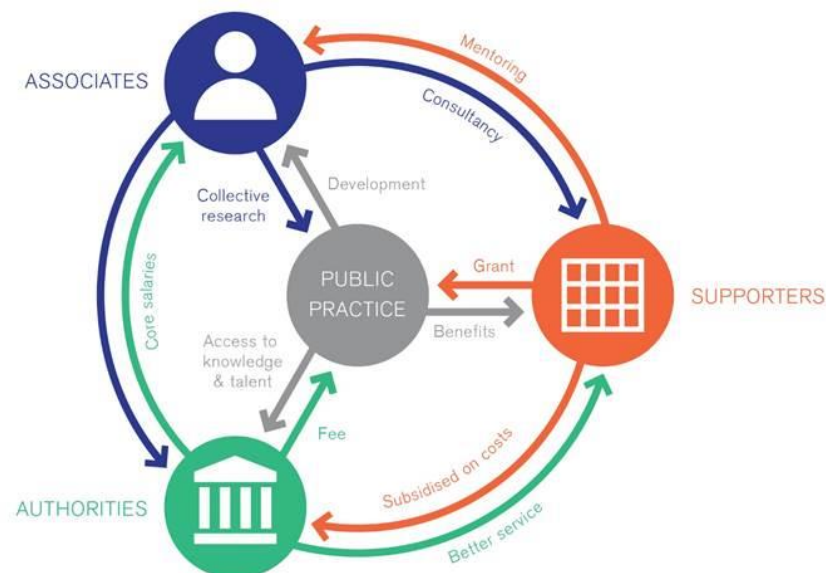 Mentoring
ASSOCIATES
Consultancy
Development
Collective
research
Core salaries
PUBLIC
PRACTICE
Grant
SUPPORTERS
Benefits
Access to
knowledge
& talent
Fee
Subsidised on costs
AUTHORITIES
Better service